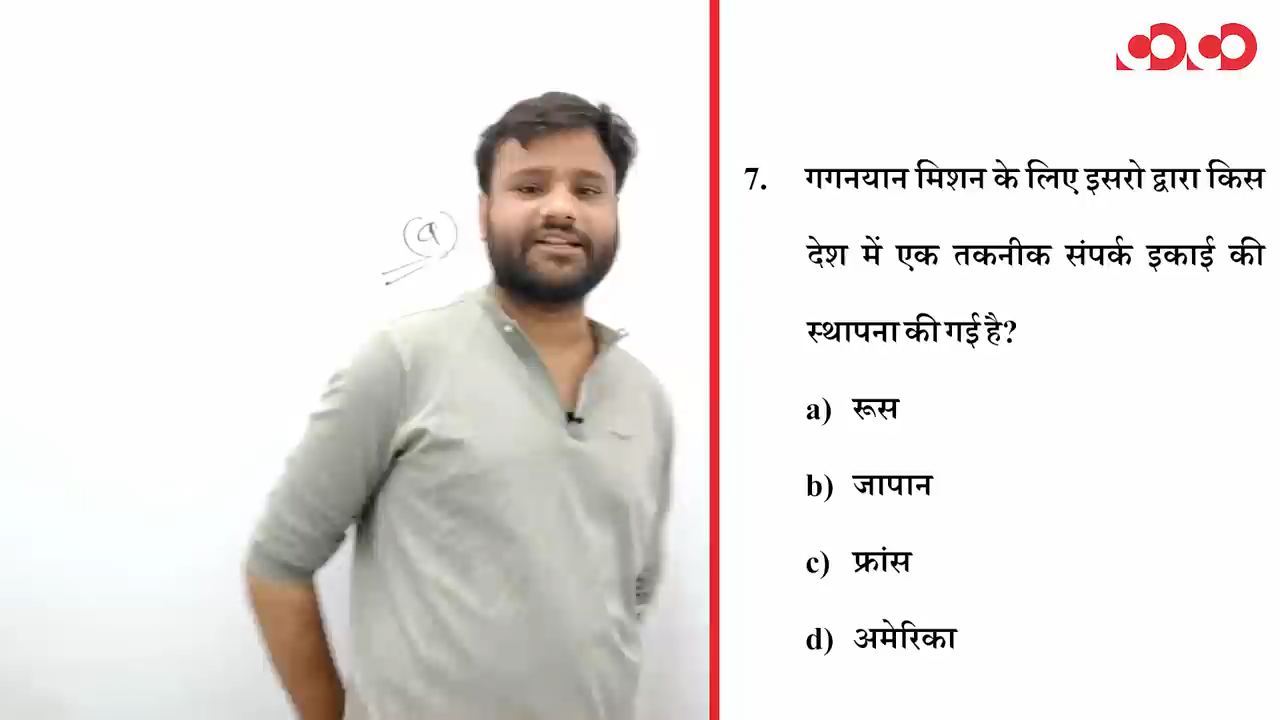 a
7. गगनयान मिशन के लिए इसरो द्वारा किस
देश में एक तकनीक संपर्क इकाई की
स्थापना की गई है?
a) रूस
b) जापान
c) फ्रांस
d) अमेरिका